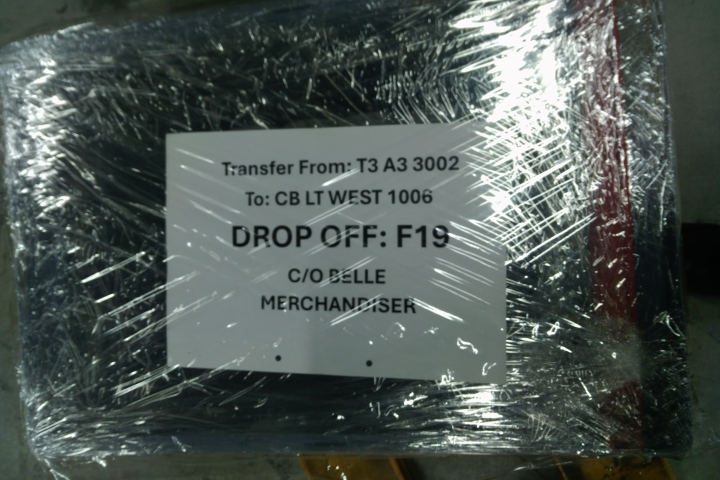 Transfer From: T3 A3 3002
To: CB LT WEST 1006
DROP OFF: F19
C/O BELLE
MERCHANDISER